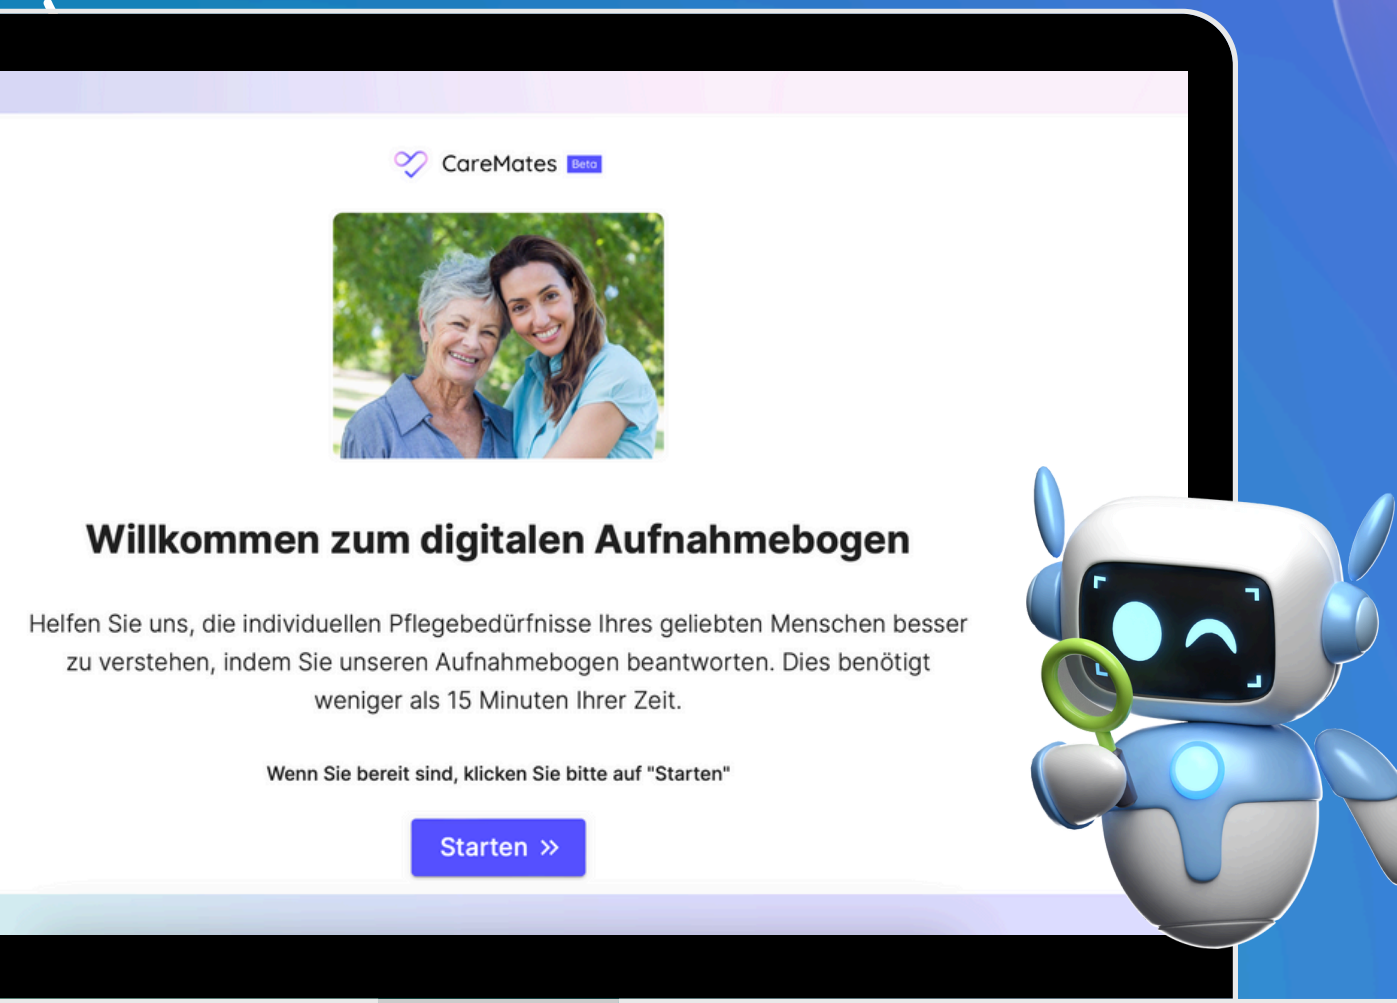 CareMates Beta
Willkommen zum digitalen Aufnahmebogen
Helfen Sie uns, die individuellen Pflegebedürfnisse Ihres geliebten Menschen besser
zu verstehen, indem Sie unseren Aufnahmebogen beantworten. Dies benötigt
weniger als 15 Minuten Ihrer Zeit.
Wenn Sie bereit sind, klicken Sie bitte auf "Starten"
Starten »